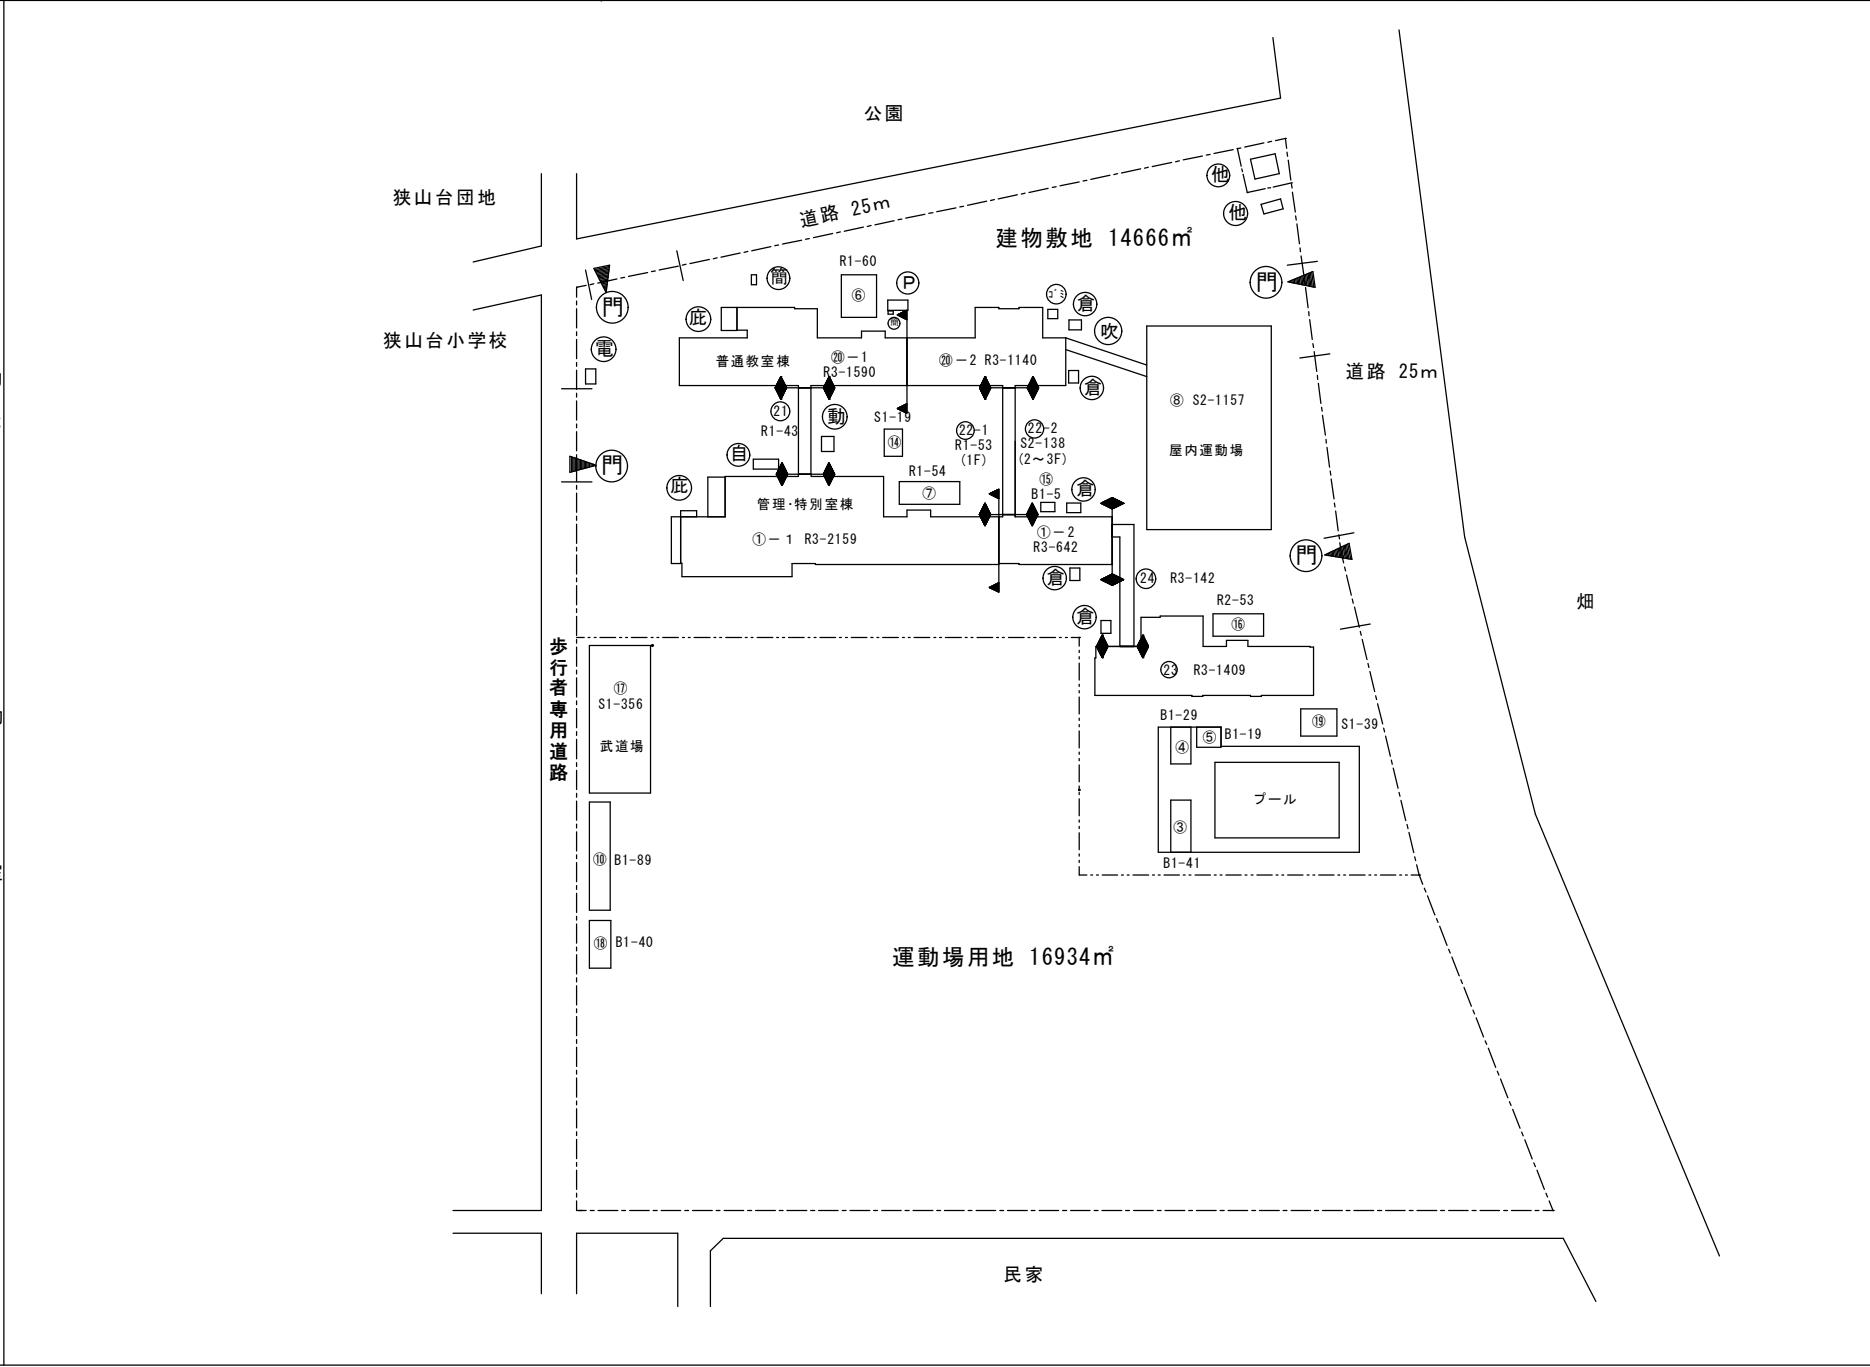 公園
狭山台団地
道路 25m
他
他
建物敷地 14666㎡
狭山台小学校
門
電
簡
R1-60
⑥
P
簡
ゴミ
倉
吹
門
庇
普通教室棟
⑳−1
R3-1590
⑳−2 R3-1140
倉
道路 25m
⑧ S2-1157
屋内運動場
21
R1-43
動
S1-19
⑭
22-1
R1-53
(1F)
22-2
S2-138
(2〜3F)
門
自
庇
R1-54
⑦
⑮
B1-5
倉
管理・特別室棟
①−1 R3-2159
①−2
R3-642
倉
24 R3-142
門
畑
倉
R2-53
⑯
23 R3-1409
歩行者専用道路
⑰
S1-356
武道場
B1-29
④
⑤ B1-19
⑲ S1-39
プール
③
B1-41
⑩ B1-89
⑱ B1-40
運動場用地 16934㎡
民家